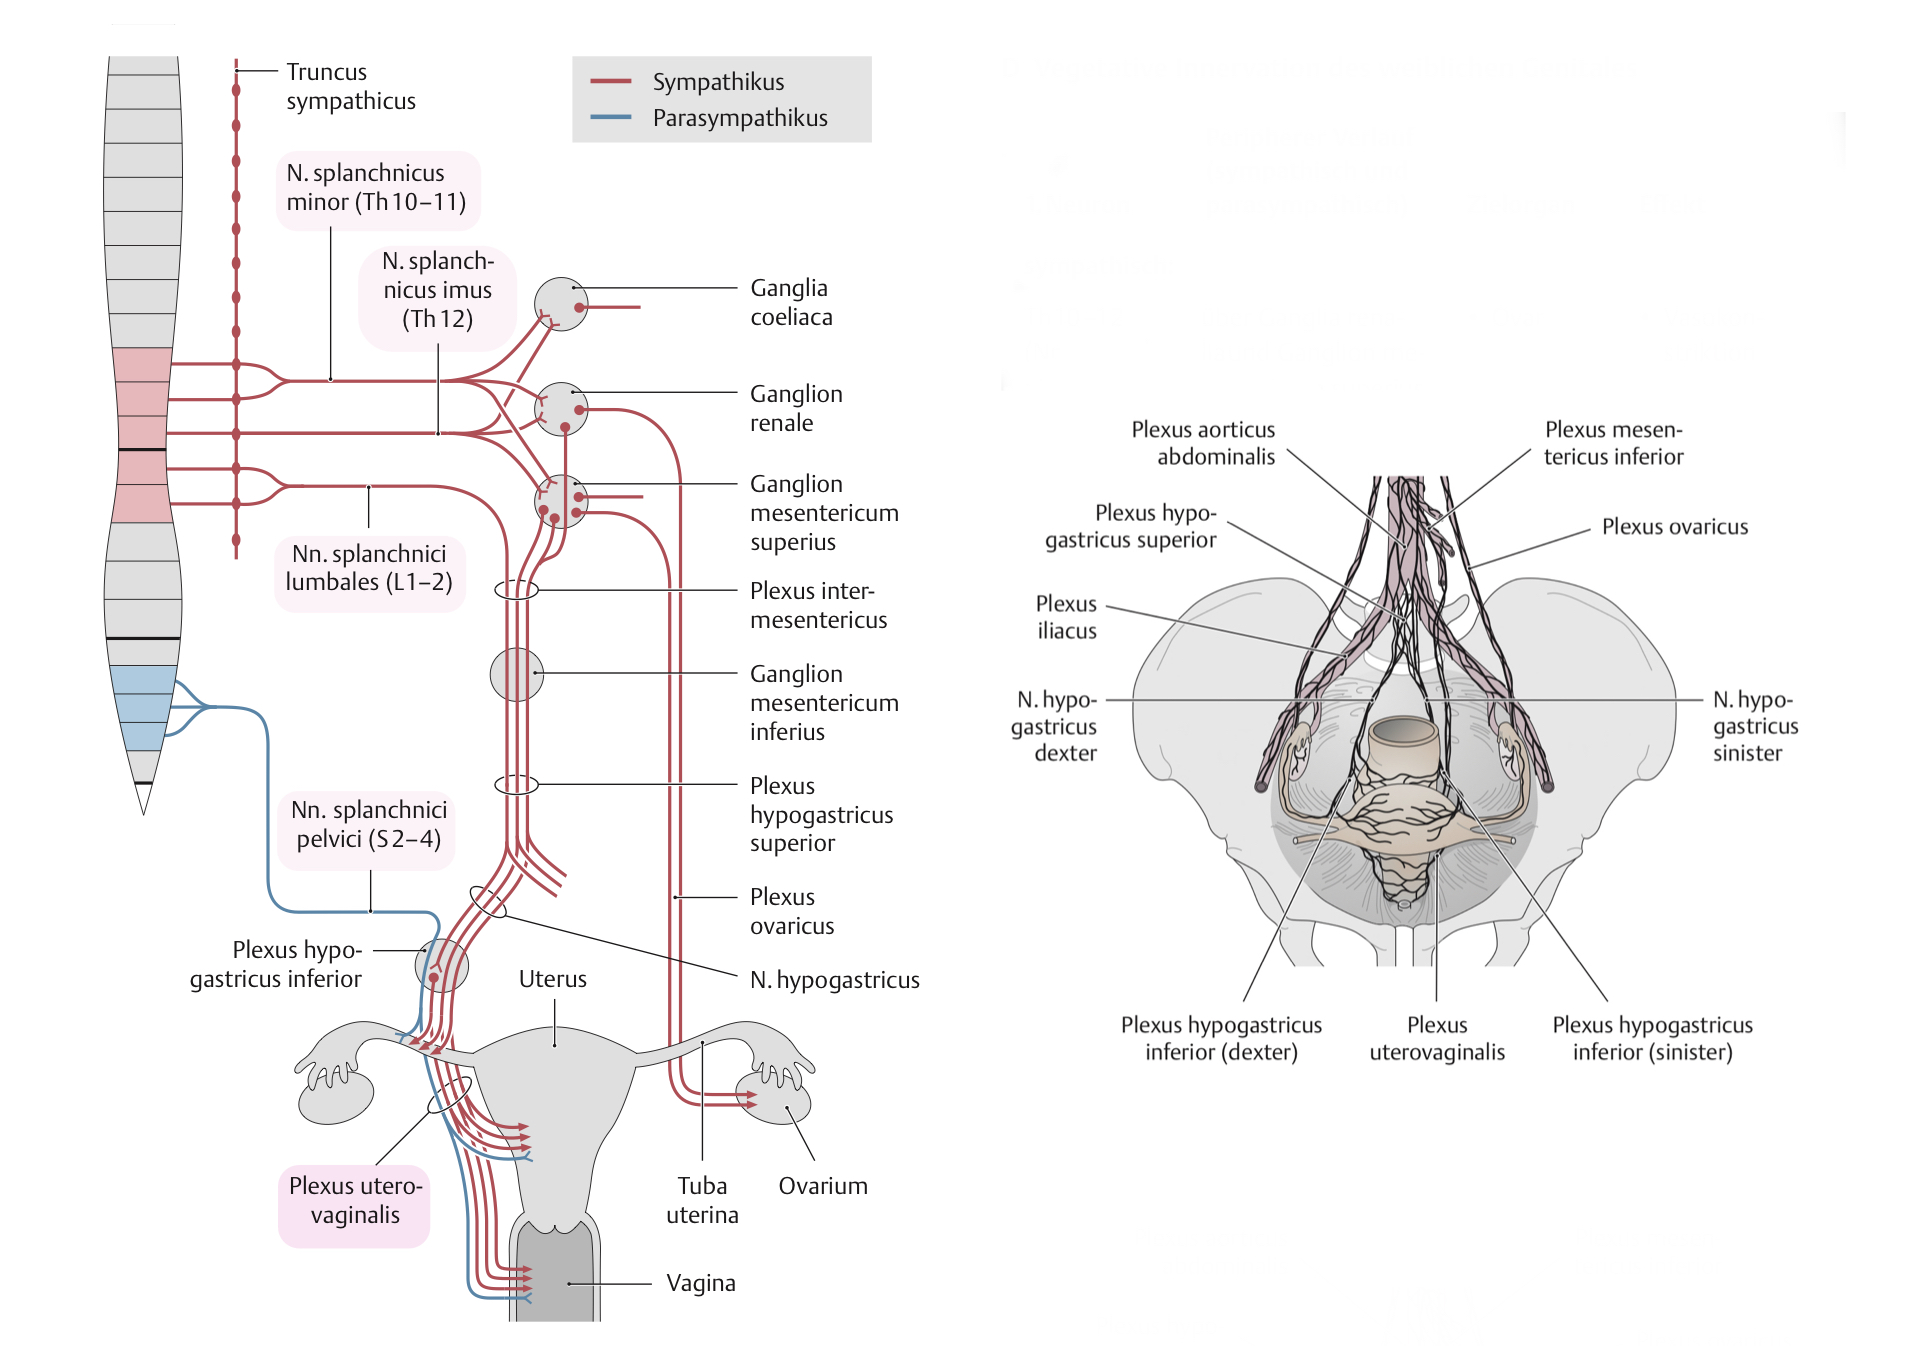 Truncus
sympathicus
Sympathikus
Parasympathikus
N. splanchnicus
minor (Th 10–11)
N. splanch-
nicus imus
(Th 12)
Ganglia
coeliaca
Ganglion
renale
Ganglion
mesentericum
superius
Nn. splanchnici
lumbales (L 1–2)
Plexus inter-
mesentericus
Ganglion
mesentericum
inferius
Plexus
hypogastricus
superior
Nn. splanchnici
pelvici (S 2–4)
Plexus
ovaricus
Plexus hypo-
gastricus inferior
Uterus
N. hypogastricus
Plexus utero-
vaginalis
Tuba
uterina
Ovarium
Vagina
Plexus aorticus
abdominalis
Plexus mesen-
tericus inferior
Plexus hypo-
gastricus superior
Plexus ovaricus
Plexus
iliacus
N. hypo-
gastricus
dexter
N. hypo-
gastricus
sinister
Plexus hypogastricus
inferior (dexter)
Plexus
uterovaginalis
Plexus hypogastricus
inferior (sinister)